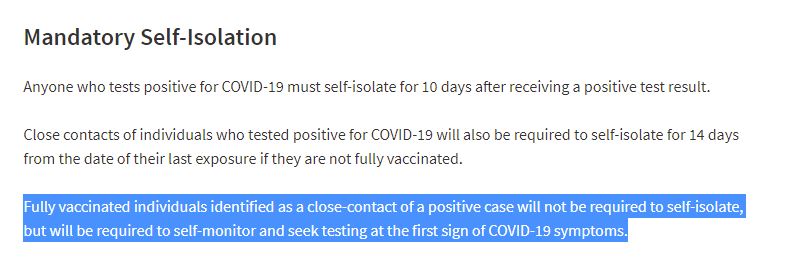 Mandatory Self-Isolation
Anyone who tests positive for COVID-19 must self-isolate for 10 days after receiving a positive test result.
Close contacts of individuals who tested positive for COVID-19 will also be required to self-isolate for 14 days
from the date of their last exposure if they are not fully vaccinated.
Fully vaccinated individuals identified as a close-contact of a positive case will not be required to self-isolate,
but will be required to self-monitor and seek testing at the first sign of COVID-19 symptoms.